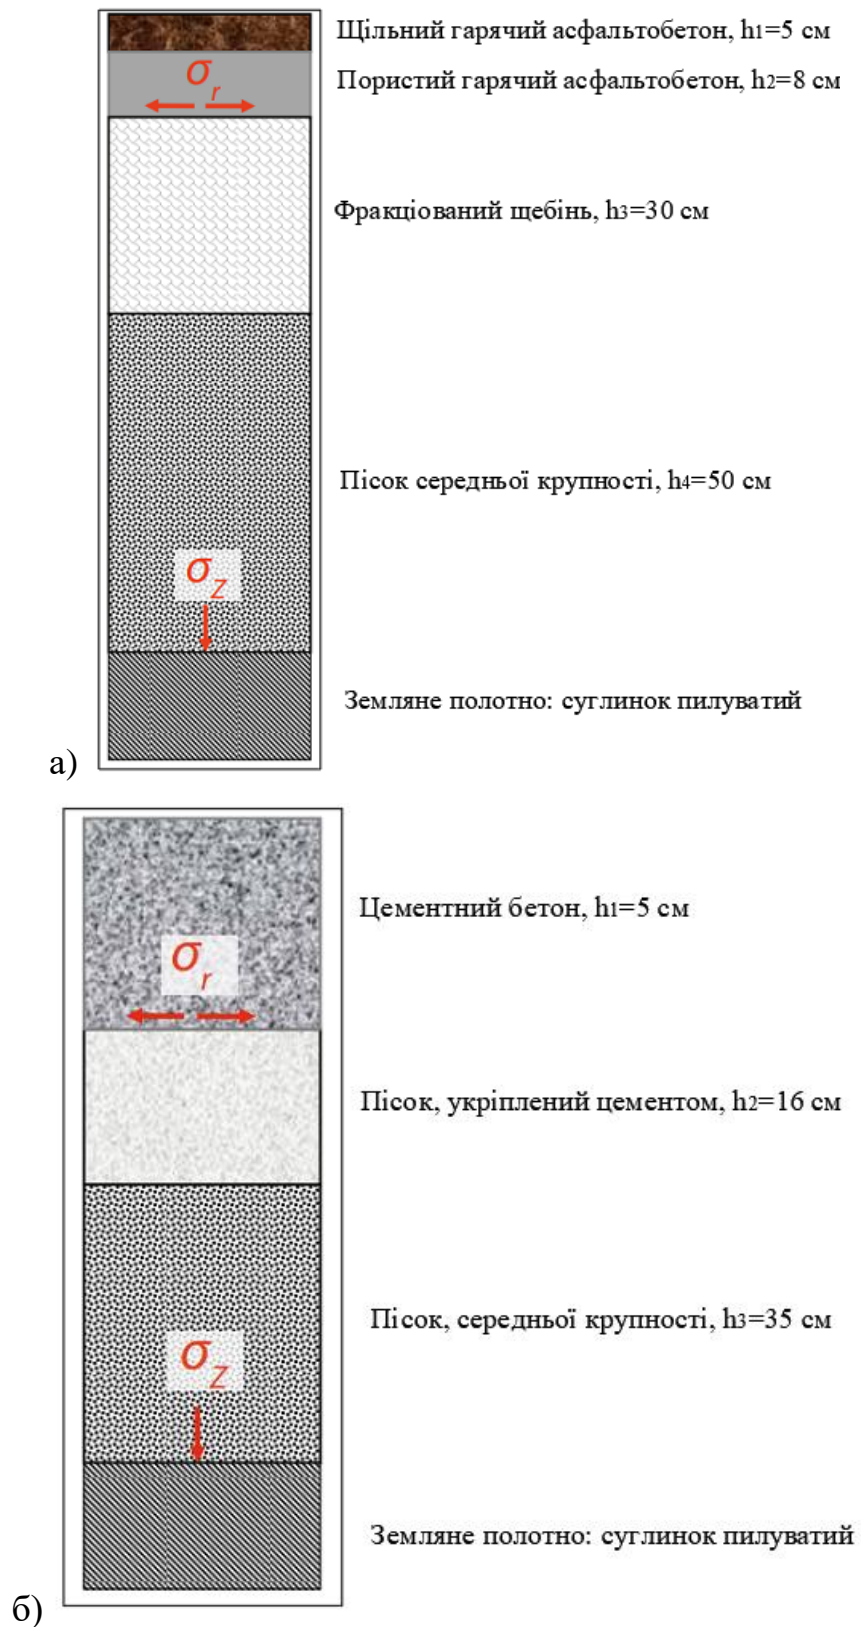 Щільний гарячий асфальтобетон, h1=5 см
σr
Пористий гарячий асфальтобетон, h2=8 см
Фракціований щебінь, h3=30 см
Пісок середньої крупності, h4=50 см
σZ
Земляне полотно: суглинок пилуватий
а)
Цементний бетон, h1=5 см
σr
Пісок, укріплений цементом, h2=16 см
Пісок, середньої крупності, h3=35 см
σZ
Земляне полотно: суглинок пилуватий
б)